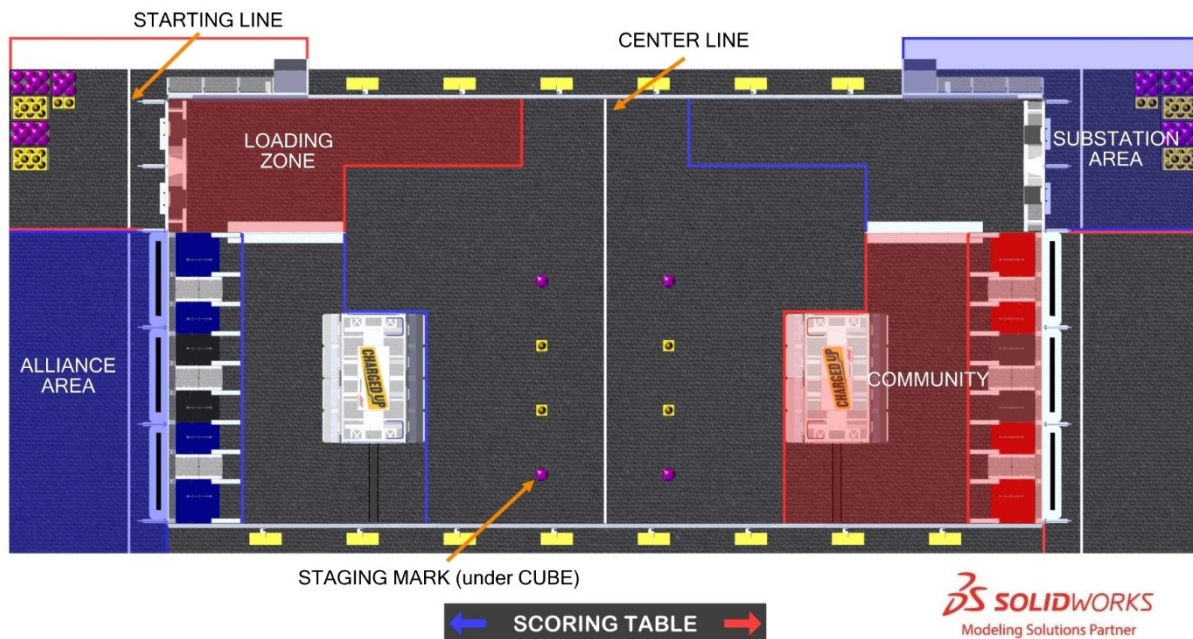 STARTING LINE
CENTER LINE
LOADING
ZONE
SUBSTATION
AREA
ALLIANCE
AREA
CHARGED UP
CHARGED UP
COMMUNITY
STAGING MARK (under CUBE)
SCORING TABLE
SOLIDWORKS
Modeling Solutions Partner